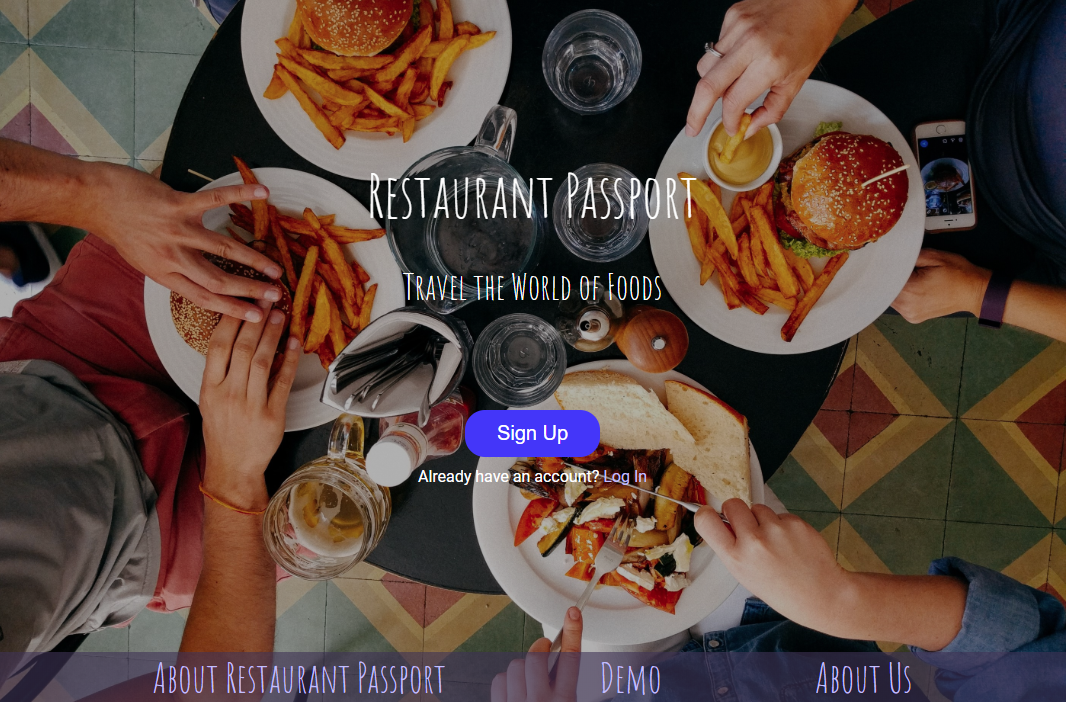 Restaurant Passport
Travel the World of Foods
Sign Up
Already have an account? Log In
About Restaurant Passport
Demo
About Us